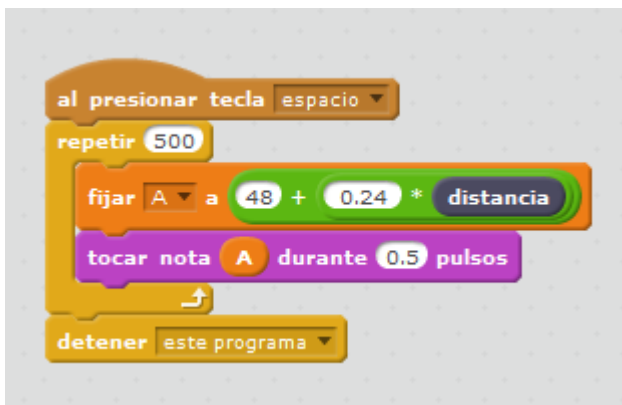 al presionar tecla espacio
repetir 500
fijar A a 48 + 0.24 * distancia
tocar nota A durante 0.5 pulsos
detener este programa